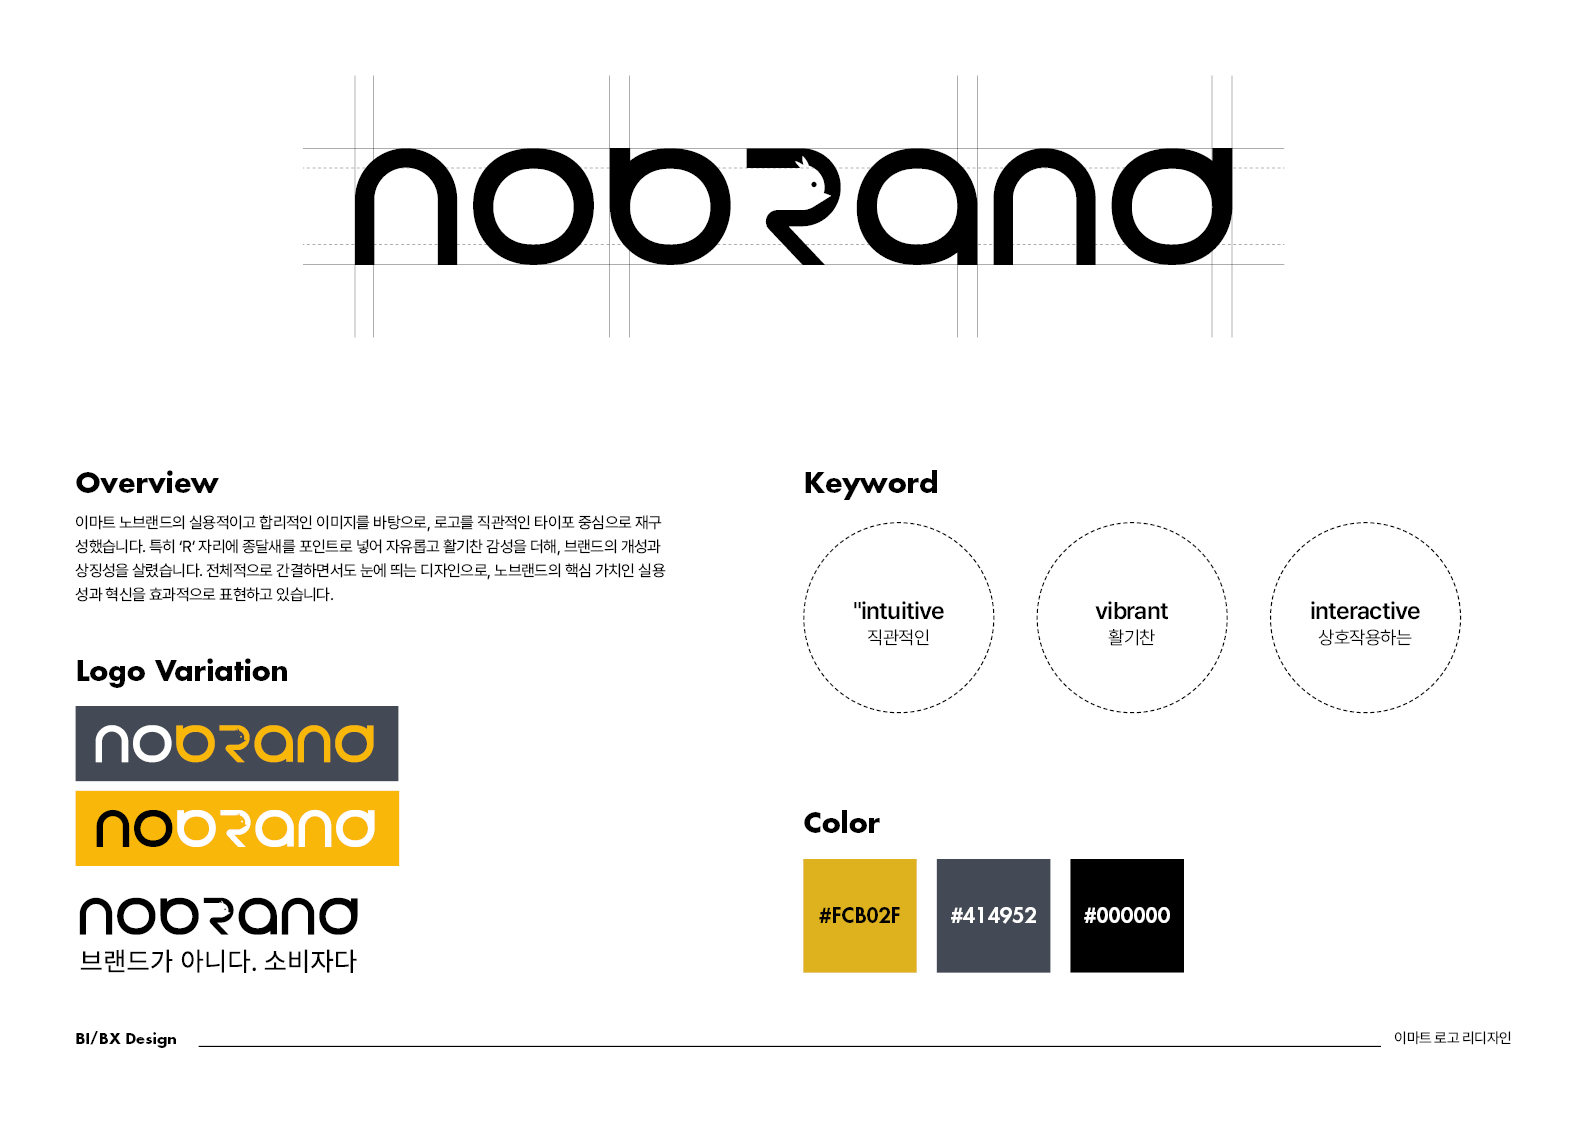 nobrand
Overview
이마트 노브랜드의 실용적이고 합리적인 이미지를 바탕으로, 로고를 직관적인 타이포 중심으로 재구
성했습니다. 특히 ‘R’ 자리에 종달새를 포인트로 넣어 자유롭고 활기찬 감성을 더해, 브랜드의 개성과
상징성을 살렸습니다. 전체적으로 간결하면서도 눈에 띄는 디자인으로, 노브랜드의 핵심 가치인 실용
성과 혁신을 효과적으로 표현하고 있습니다.
Logo Variation
nobrand
nobrand
nobrand
브랜드가 아니다. 소비자다
Keyword
"intuitive
직관적인
vibrant
활기찬
interactive
상호작용하는
Color
#FCB02F
#414952
#000000
BI/BX Design
이마트 로고 리디자인